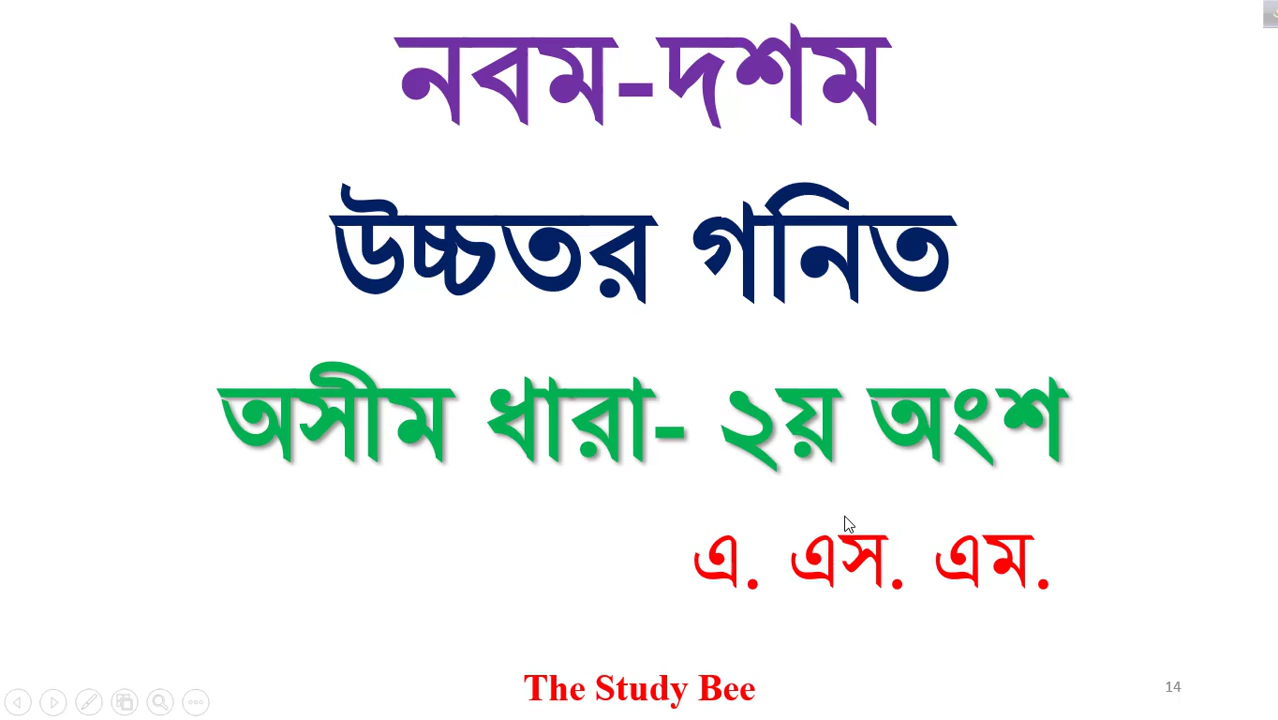 নবম-দশম
উচ্চতর গনিত
অসীম ধারা- ২য় অংশ
এ. এস. এম.
The Study Bee
14